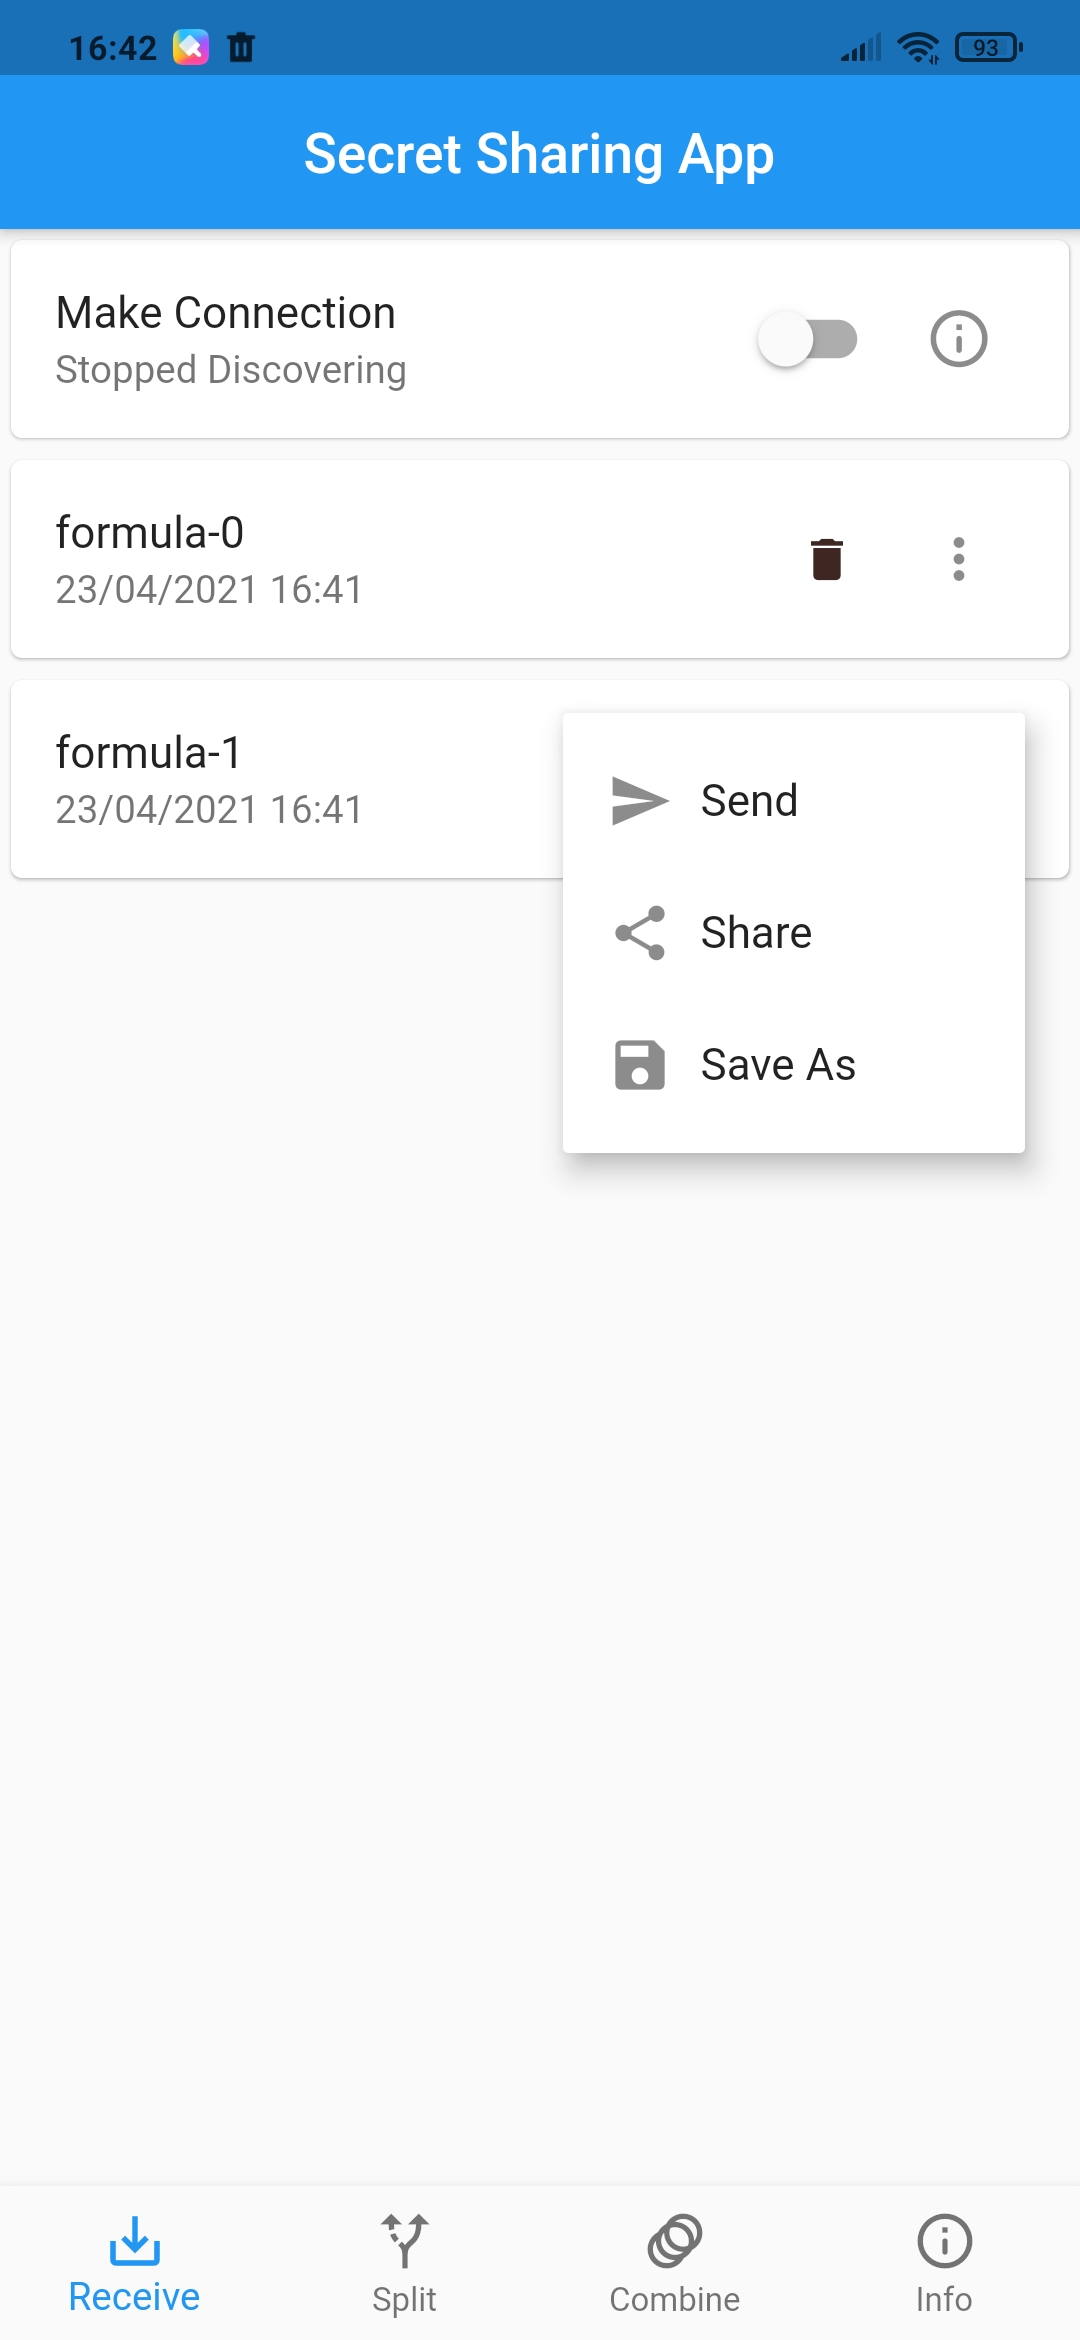 16:42
93
Secret Sharing App
Make Connection
Stopped Discovering
formula-0
23/04/2021 16:41
formula-1
23/04/2021 16:41
Send
Share
Save As
Receive
Split
Combine
Info